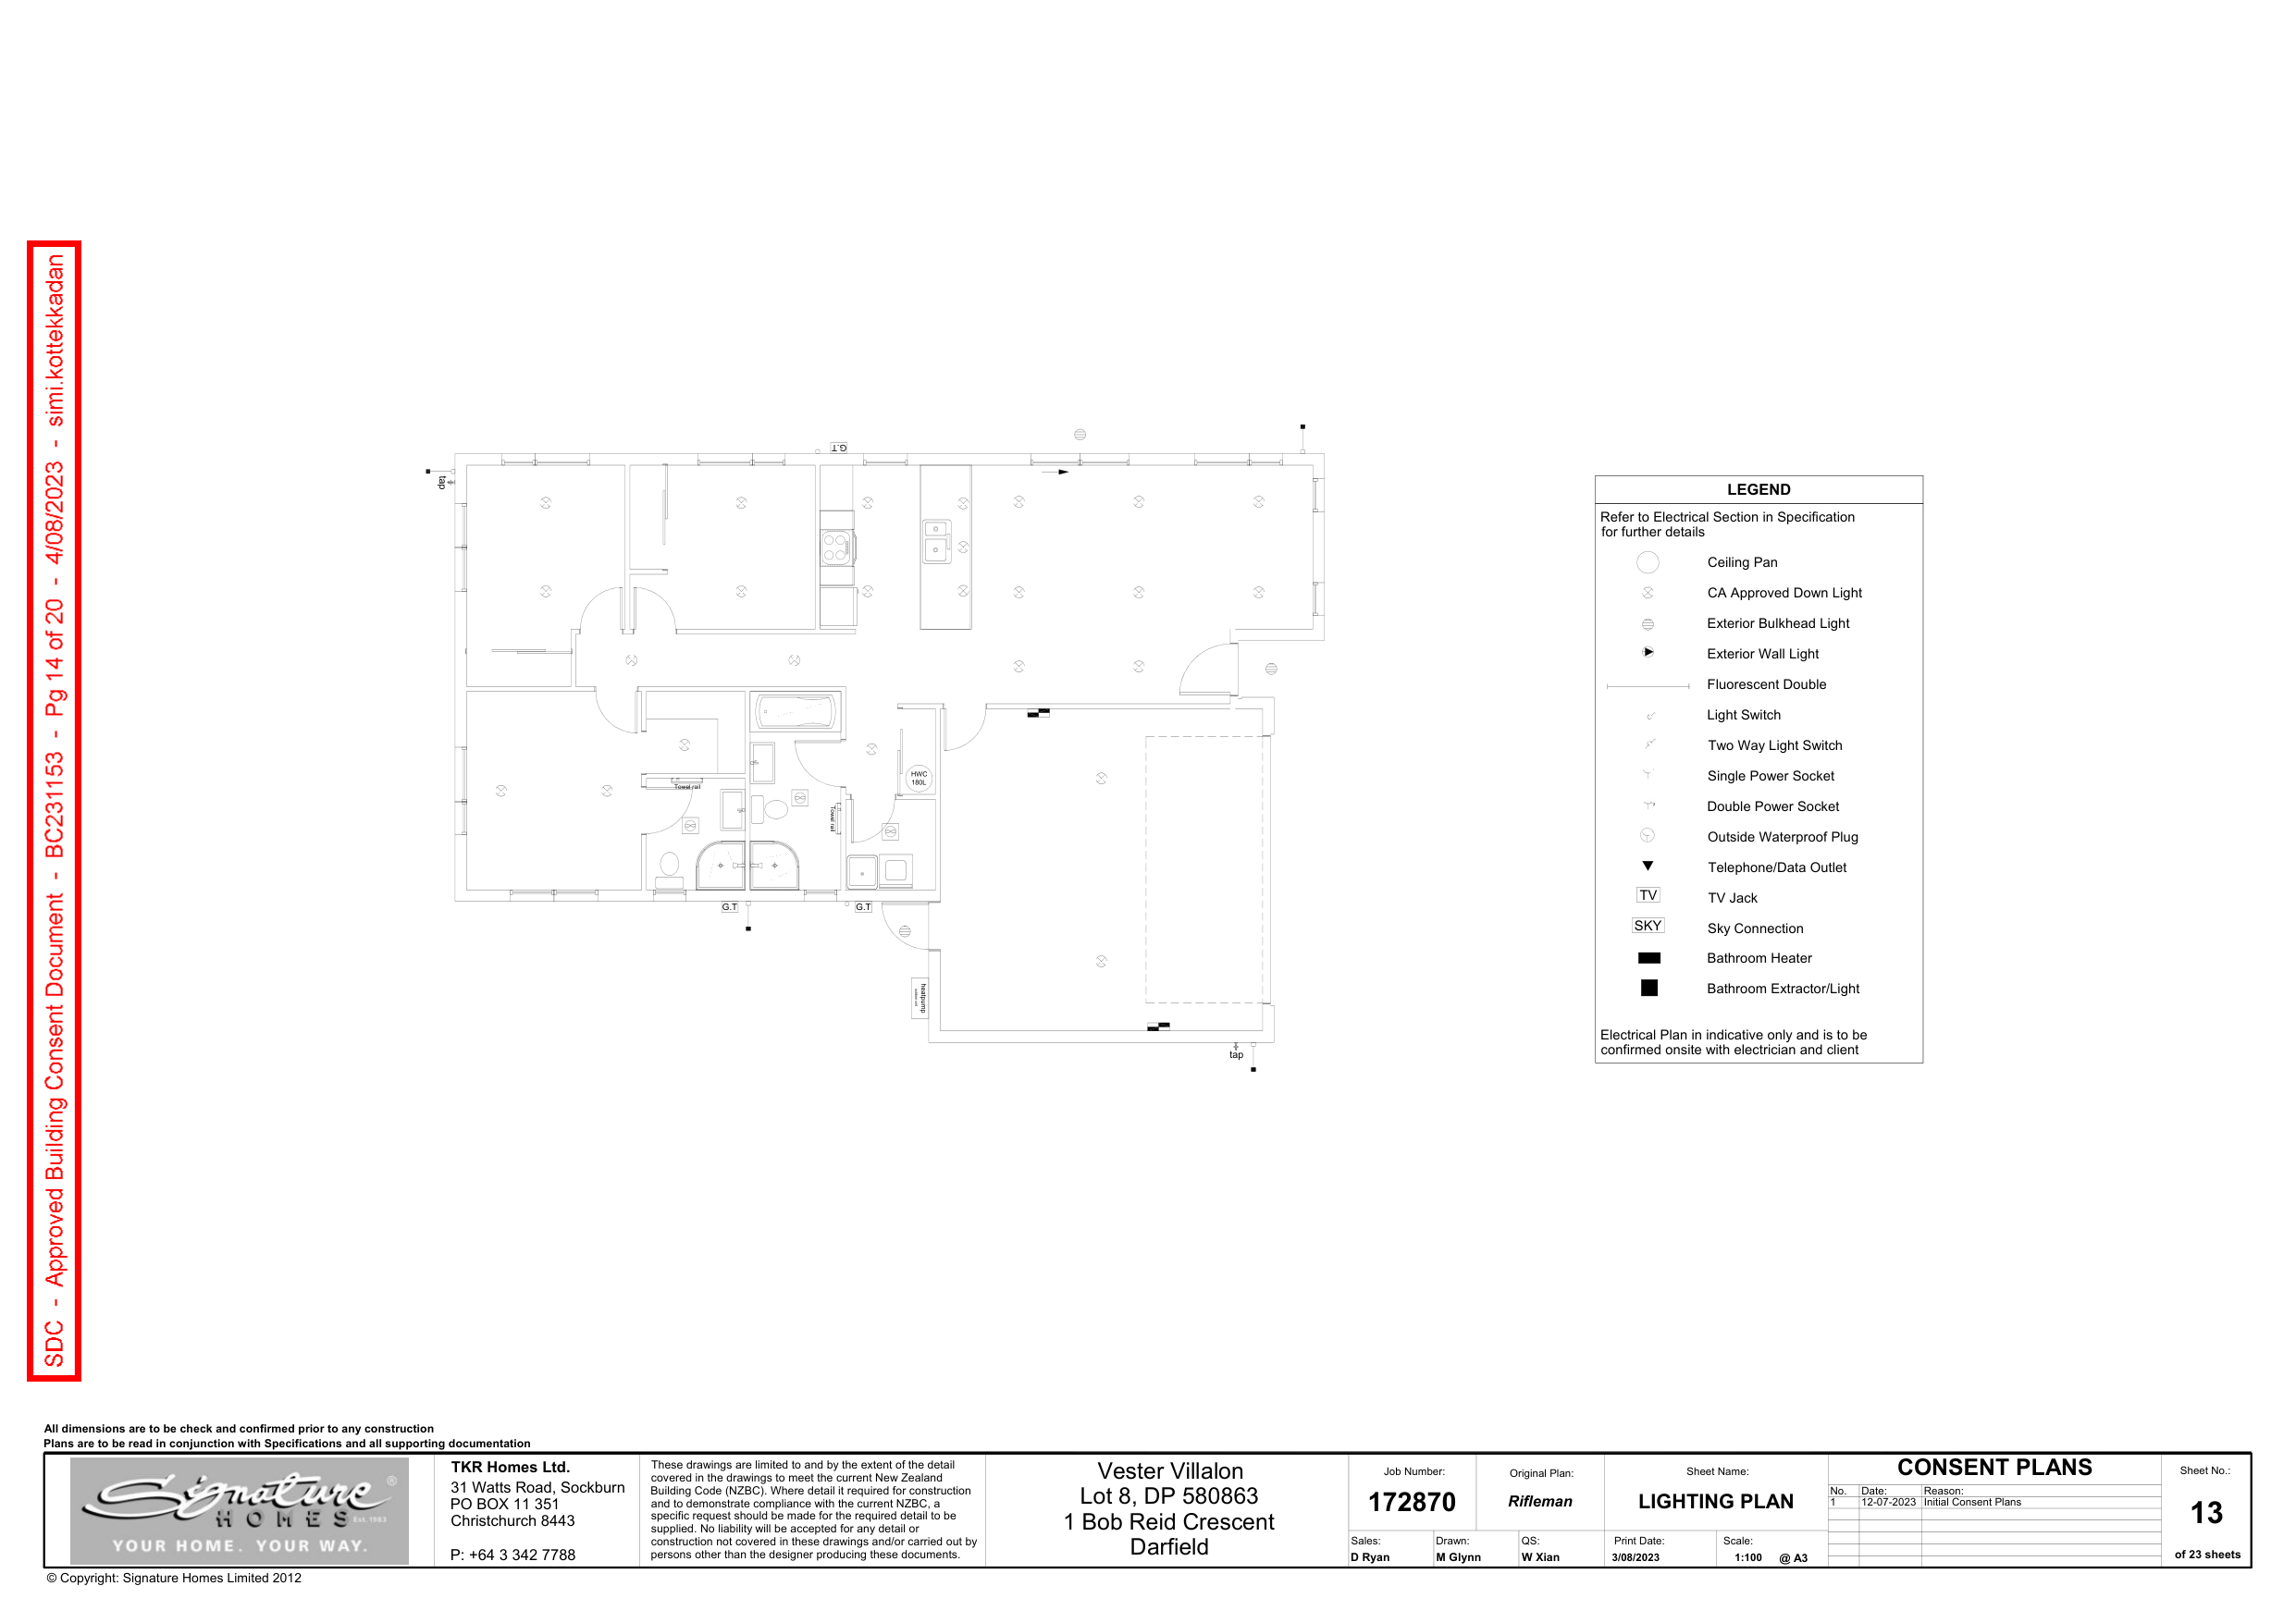 SDC - Approved Building Consent Document - BC231153 - Pg 14 of 20 - 4/08/2023 - simi.kottekkadan
G.T
tap
HWC
180L
Towel rail
Towel rail
G.T
G.T
heatpump
tap
LEGEND
Refer to Electrical Section in Specification
for further details
Ceiling Pan
CA Approved Down Light
Exterior Bulkhead Light
Exterior Wall Light
Fluorescent Double
Light Switch
Two Way Light Switch
Single Power Socket
Double Power Socket
Outside Waterproof Plug
Telephone/Data Outlet
TV TV Jack
SKY Sky Connection
Bathroom Heater
Bathroom Extractor/Light
Electrical Plan in indicative only and is to be
confirmed onsite with electrician and client
All dimensions are to be check and confirmed prior to any construction
Plans are to be read in conjunction with Specifications and all supporting documentation
Signature ®
HOMES Est. 1983
YOUR HOME. YOUR WAY.
TKR Homes Ltd.
31 Watts Road, Sockburn
PO BOX 11 351
Christchurch 8443
P: +64 3 342 7788
These drawings are limited to and by the extent of the detail
covered in the drawings to meet the current New Zealand
Building Code (NZBC). Where detail it required for construction
and to demonstrate compliance with the current NZBC, a
specific request should be made for the required detail to be
supplied. No liability will be accepted for any detail or
construction not covered in these drawings and/or carried out by
persons other than the designer producing these documents.
Vester Villalon
Lot 8, DP 580863
1 Bob Reid Crescent
Darfield
Job Number:
172870
Original Plan:
Rifleman
Sheet Name:
LIGHTING PLAN
Sales:
D Ryan
Drawn:
M Glynn
QS:
W Xian
Print Date:
3/08/2023
Scale:
1:100 @ A3
CONSENT PLANS
No. Date: Reason:
1 12-07-2023 Initial Consent Plans
Sheet No.:
13
of 23 sheets
© Copyright: Signature Homes Limited 2012